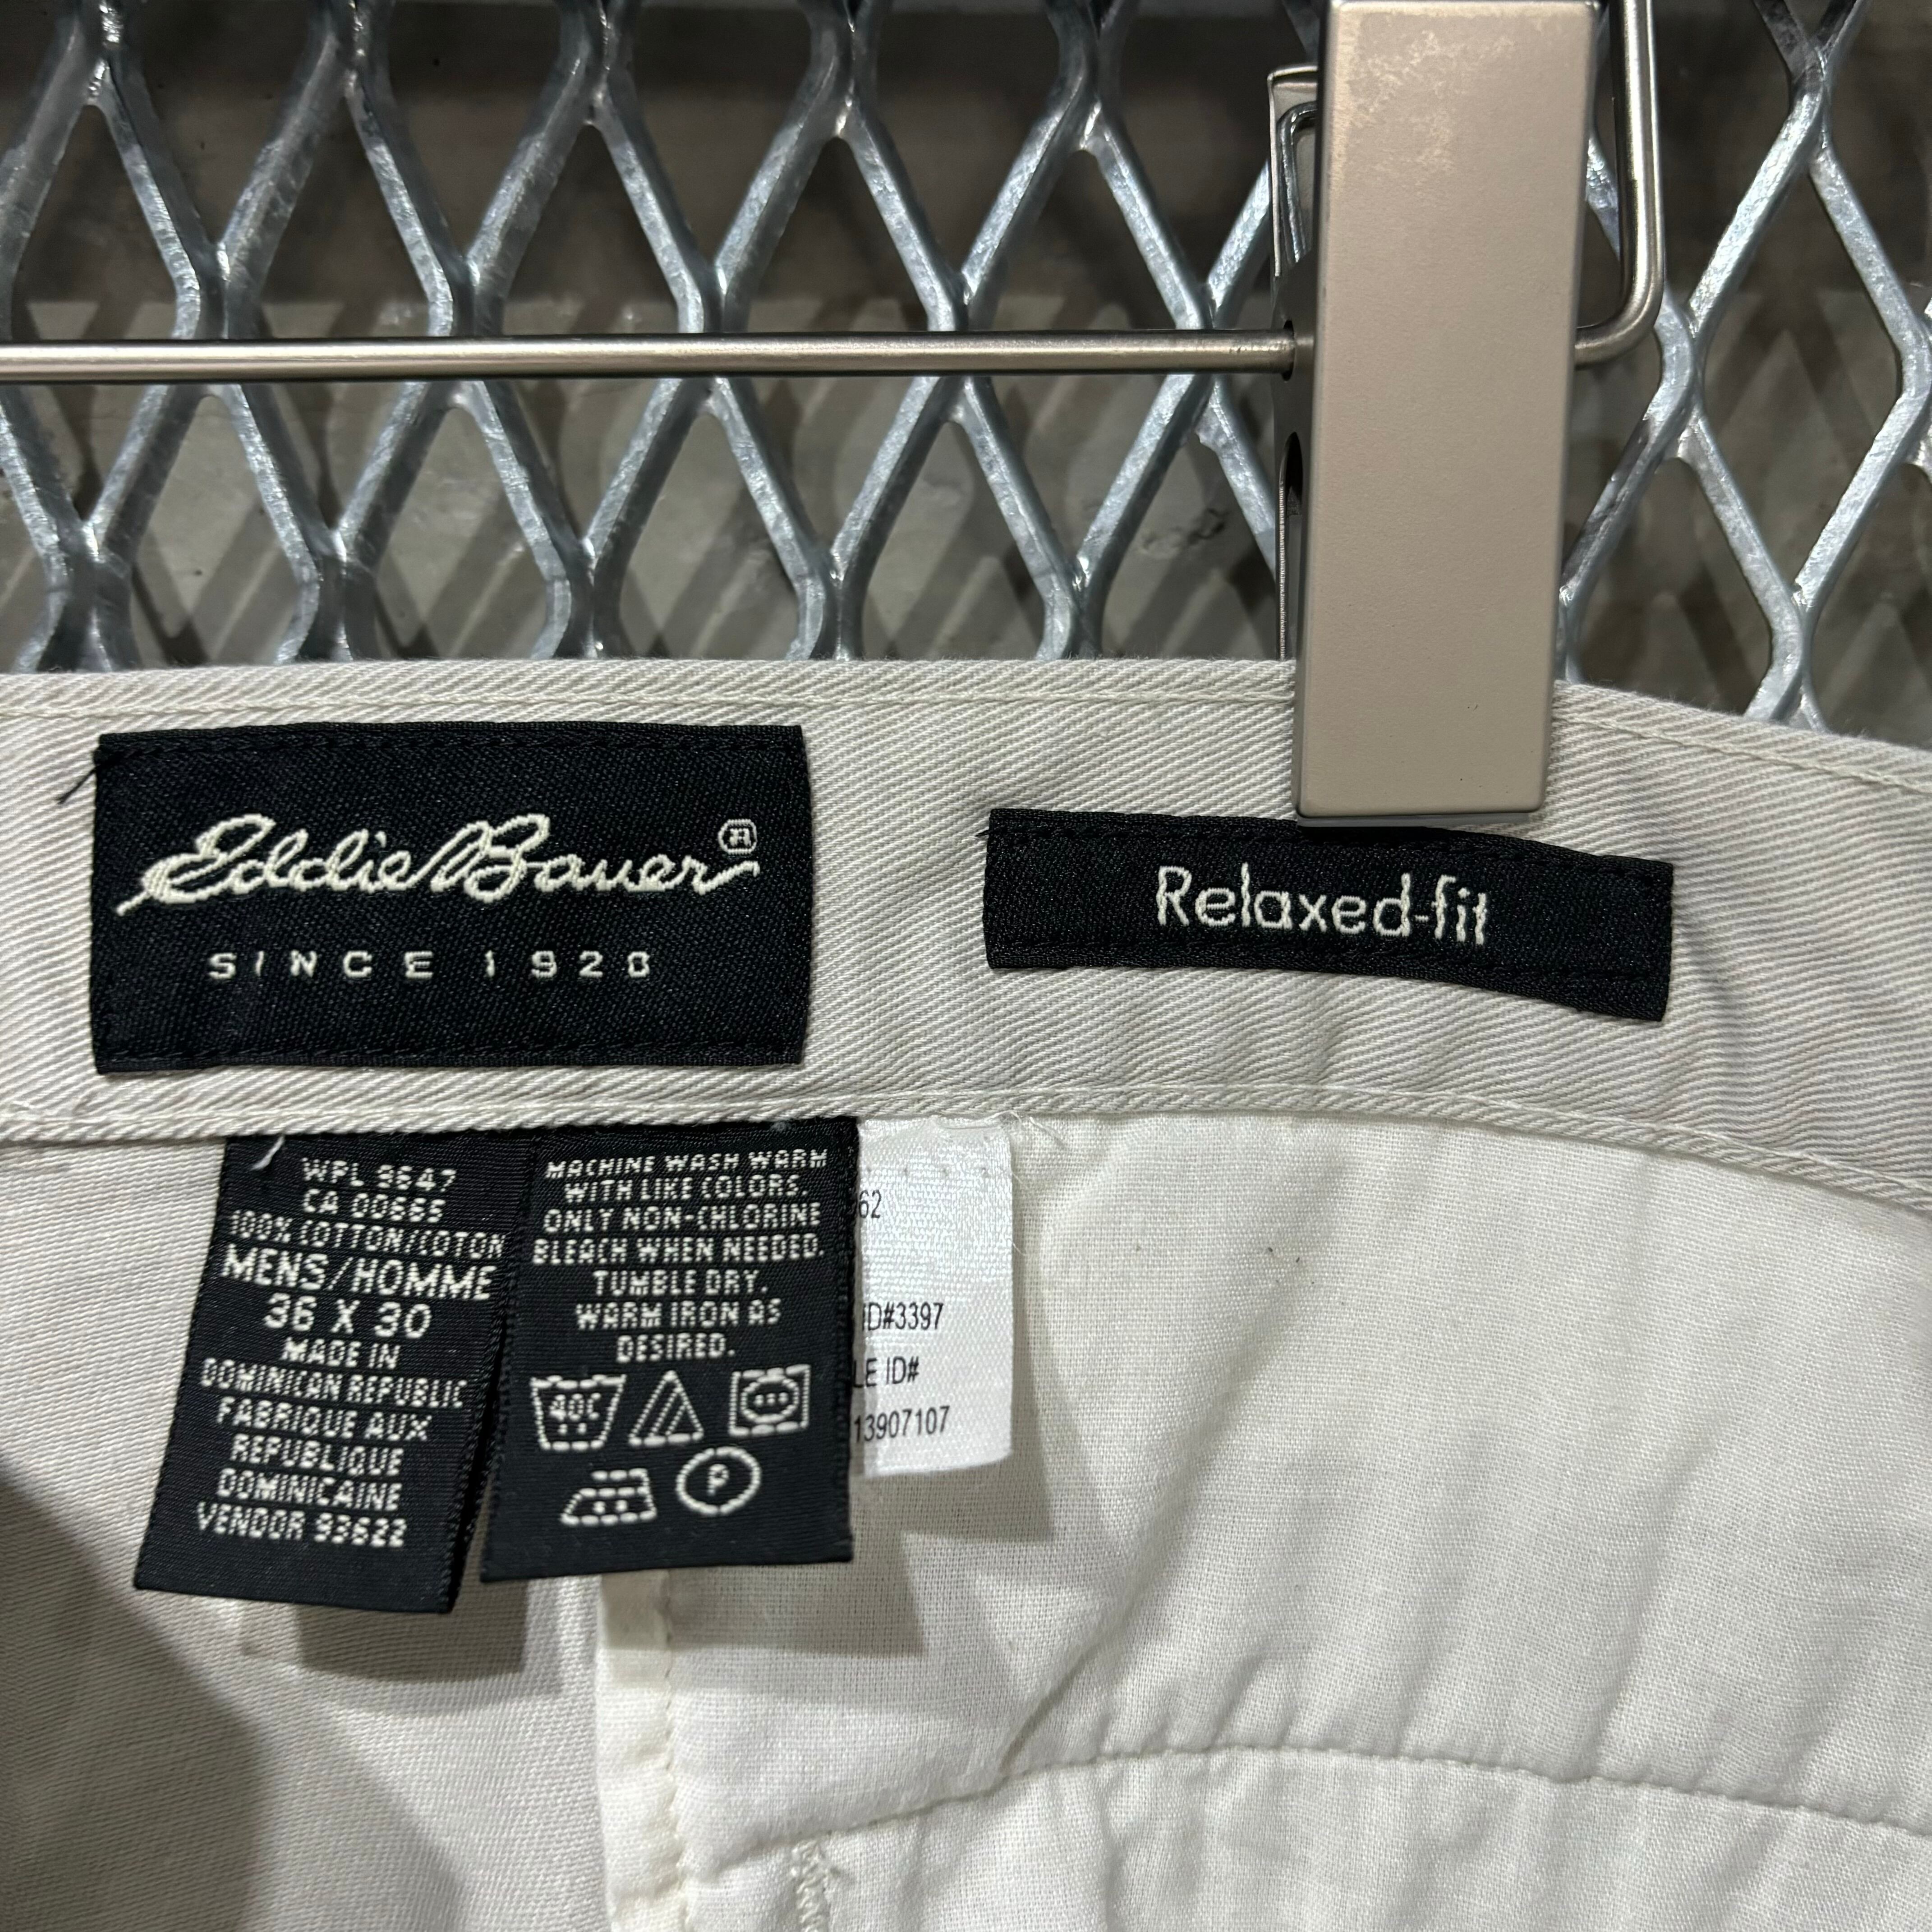 Eddie Bauer®
SINCE 1920
Relaxed-fit
WPL 9647
CA 00665
100% COTTON/COTON
MENS/HOMME
36 X 30
MADE IN
DOMINICAN REPUBLIC
FABRIQUE AUX
REPUBLIQUE
DOMINICAINE
VENDOR 93622
MACHINE WASH WARM
WITH LIKE COLORS.
ONLY NON-CHLORINE
BLEACH WHEN NEEDED.
TUMBLE DRY.
WARM IRON AS
DESIRED.
40C
P
62
ID#3397
LE ID#
13907107